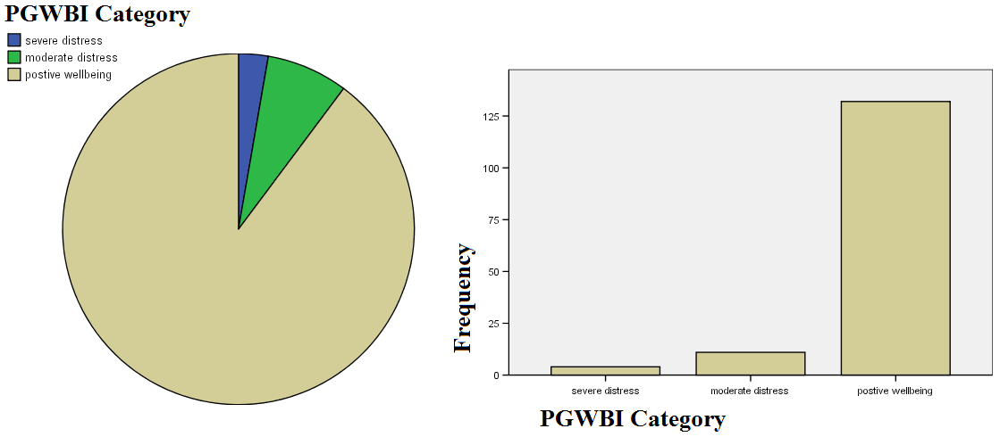 PGWBI Category
severe distress
moderate distress
postive wellbeing
Frequency
125
100
75
50
25
0
severe distress
moderate distress
postive wellbeing
PGWBI Category